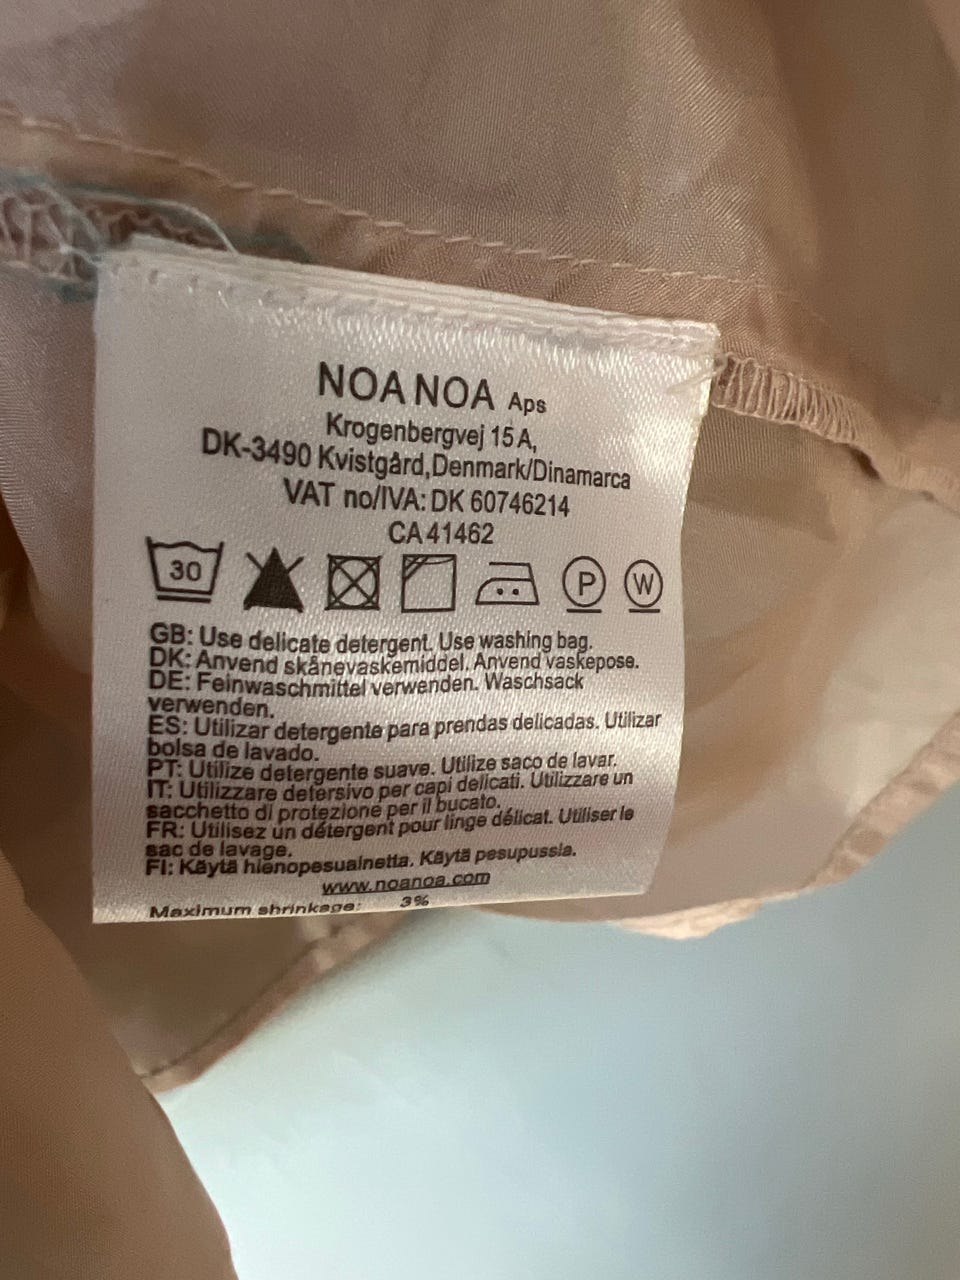 NOA NOA Aps
Krogenbergvej 15 A,
DK-3490 Kvistgård, Denmark/Dinamarca
VAT no/IVA: DK 60746214
CA 41462
30 P W
GB: Use delicate detergent. Use washing bag.
DK: Anvend skånevaskemiddel. Anvend vaskepose.
DE: Feinwaschmittel verwenden. Waschsack
verwenden.
ES: Utilizar detergente para prendas delicadas. Utilizar
bolsa de lavado.
PT: Utilize detergente suave. Utilize saco de lavar.
IT: Utilizzare detersivo per capi delicati. Utilizzare un
sacchetto di protezione per il bucato.
FR: Utilisez un détergent pour linge délicat. Utiliser le
sac de lavage.
FI: Käytä hienopesuainetta. Käytä pesupussia.
www.noanoa.com
Maximum shrinkage: 3%